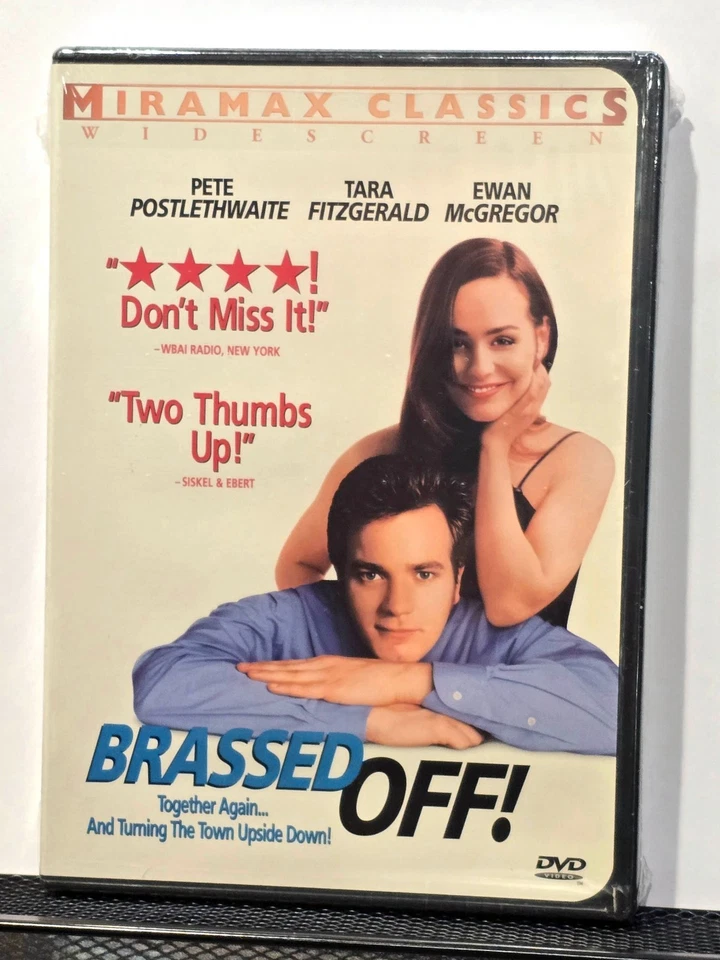 MIRAMAX CLASSICS
WIDESCREEN
PETE POSTLETHWAITE
TARA FITZGERALD
EWAN McGREGOR
"★★★★!
Don't Miss It!"
–WBAI RADIO, NEW YORK
"Two Thumbs
Up!"
–SISKEL & EBERT
BRASSED
OFF!
Together Again...
And Turning The Town Upside Down!
DVD
VIDEO